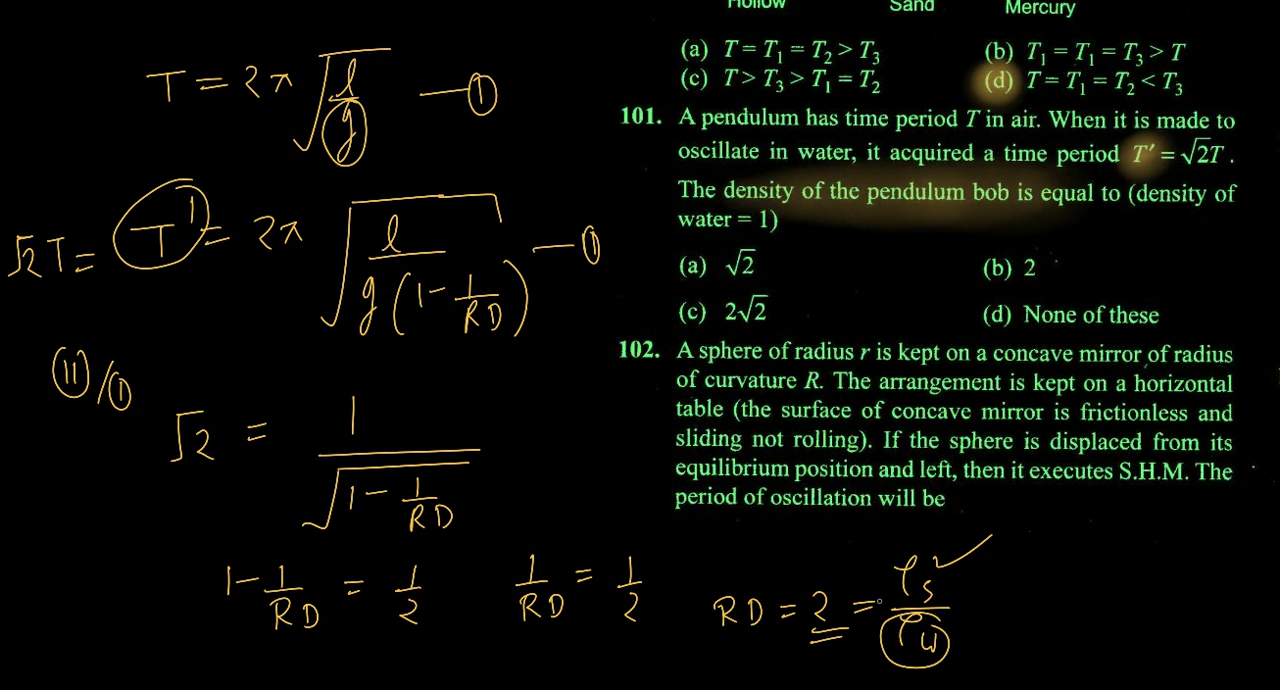 Hollow Sand Mercury
(a) T = T₁ = T₂ > T₃ (b) T₁ = T₁ = T₃ > T
(c) T > T₃ > T₁ = T₂ (d) T = T₁ = T₂ < T₃
101. A pendulum has time period T in air. When it is made to
oscillate in water, it acquired a time period T′ = √2T .
The density of the pendulum bob is equal to (density of
water = 1)
(a) √2 (b) 2
(c) 2√2 (d) None of these
102. A sphere of radius r is kept on a concave mirror of radius
of curvature R. The arrangement is kept on a horizontal
table (the surface of concave mirror is frictionless and
sliding not rolling). If the sphere is displaced from its
equilibrium position and left, then it executes S.H.M. The
period of oscillation will be
T = 2π √(l/g) —①
√2T = T' = 2π √(l/(g(1 - 1/RD))) —①
⑪/①
√2 = 1/√(1 - 1/RD)
1 - 1/RD = 1/2 1/RD = 1/2 RD = 2 = ρs/ρw